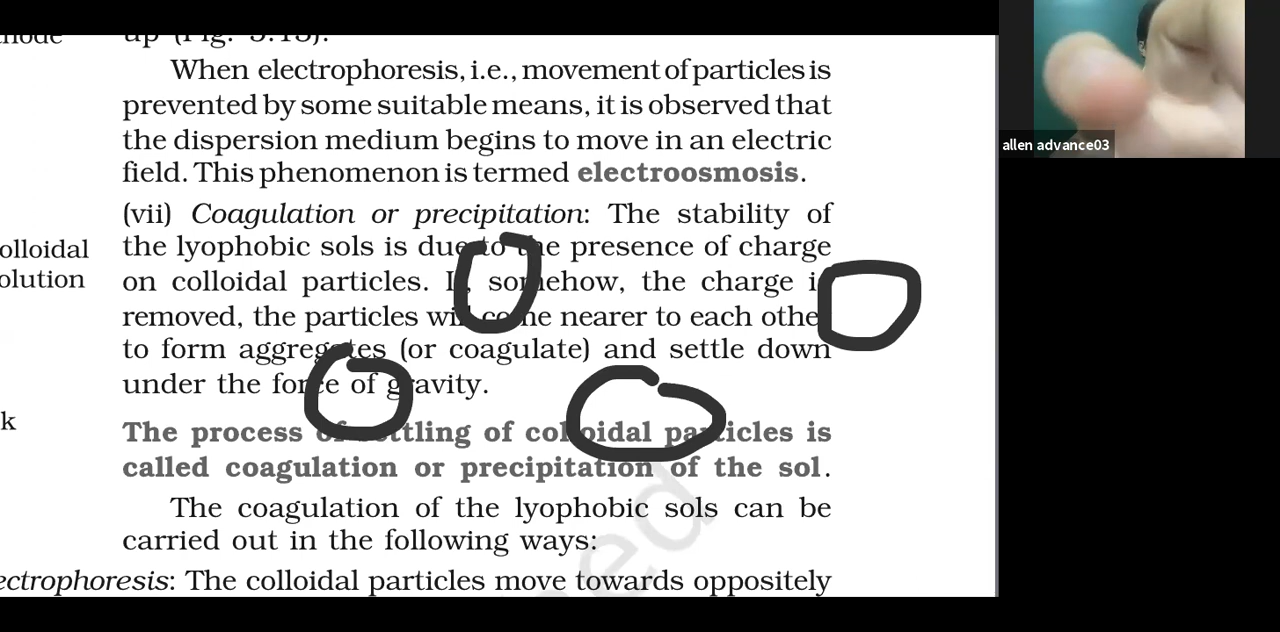 up (Fig. 5.13).
When electrophoresis, i.e., movement of particles is
prevented by some suitable means, it is observed that
the dispersion medium begins to move in an electric
field. This phenomenon is termed electroosmosis.
(vii) Coagulation or precipitation: The stability of
the lyophobic sols is due to the presence of charge
olloidal
on colloidal particles. If, somehow, the charge is
olution
removed, the particles will come nearer to each other
to form aggregates (or coagulate) and settle down
under the force of gravity.
k
The process of settling of colloidal particles is
called coagulation or precipitation of the sol.
The coagulation of the lyophobic sols can be
carried out in the following ways:
ectrophoresis: The colloidal particles move towards oppositely
allen advance03